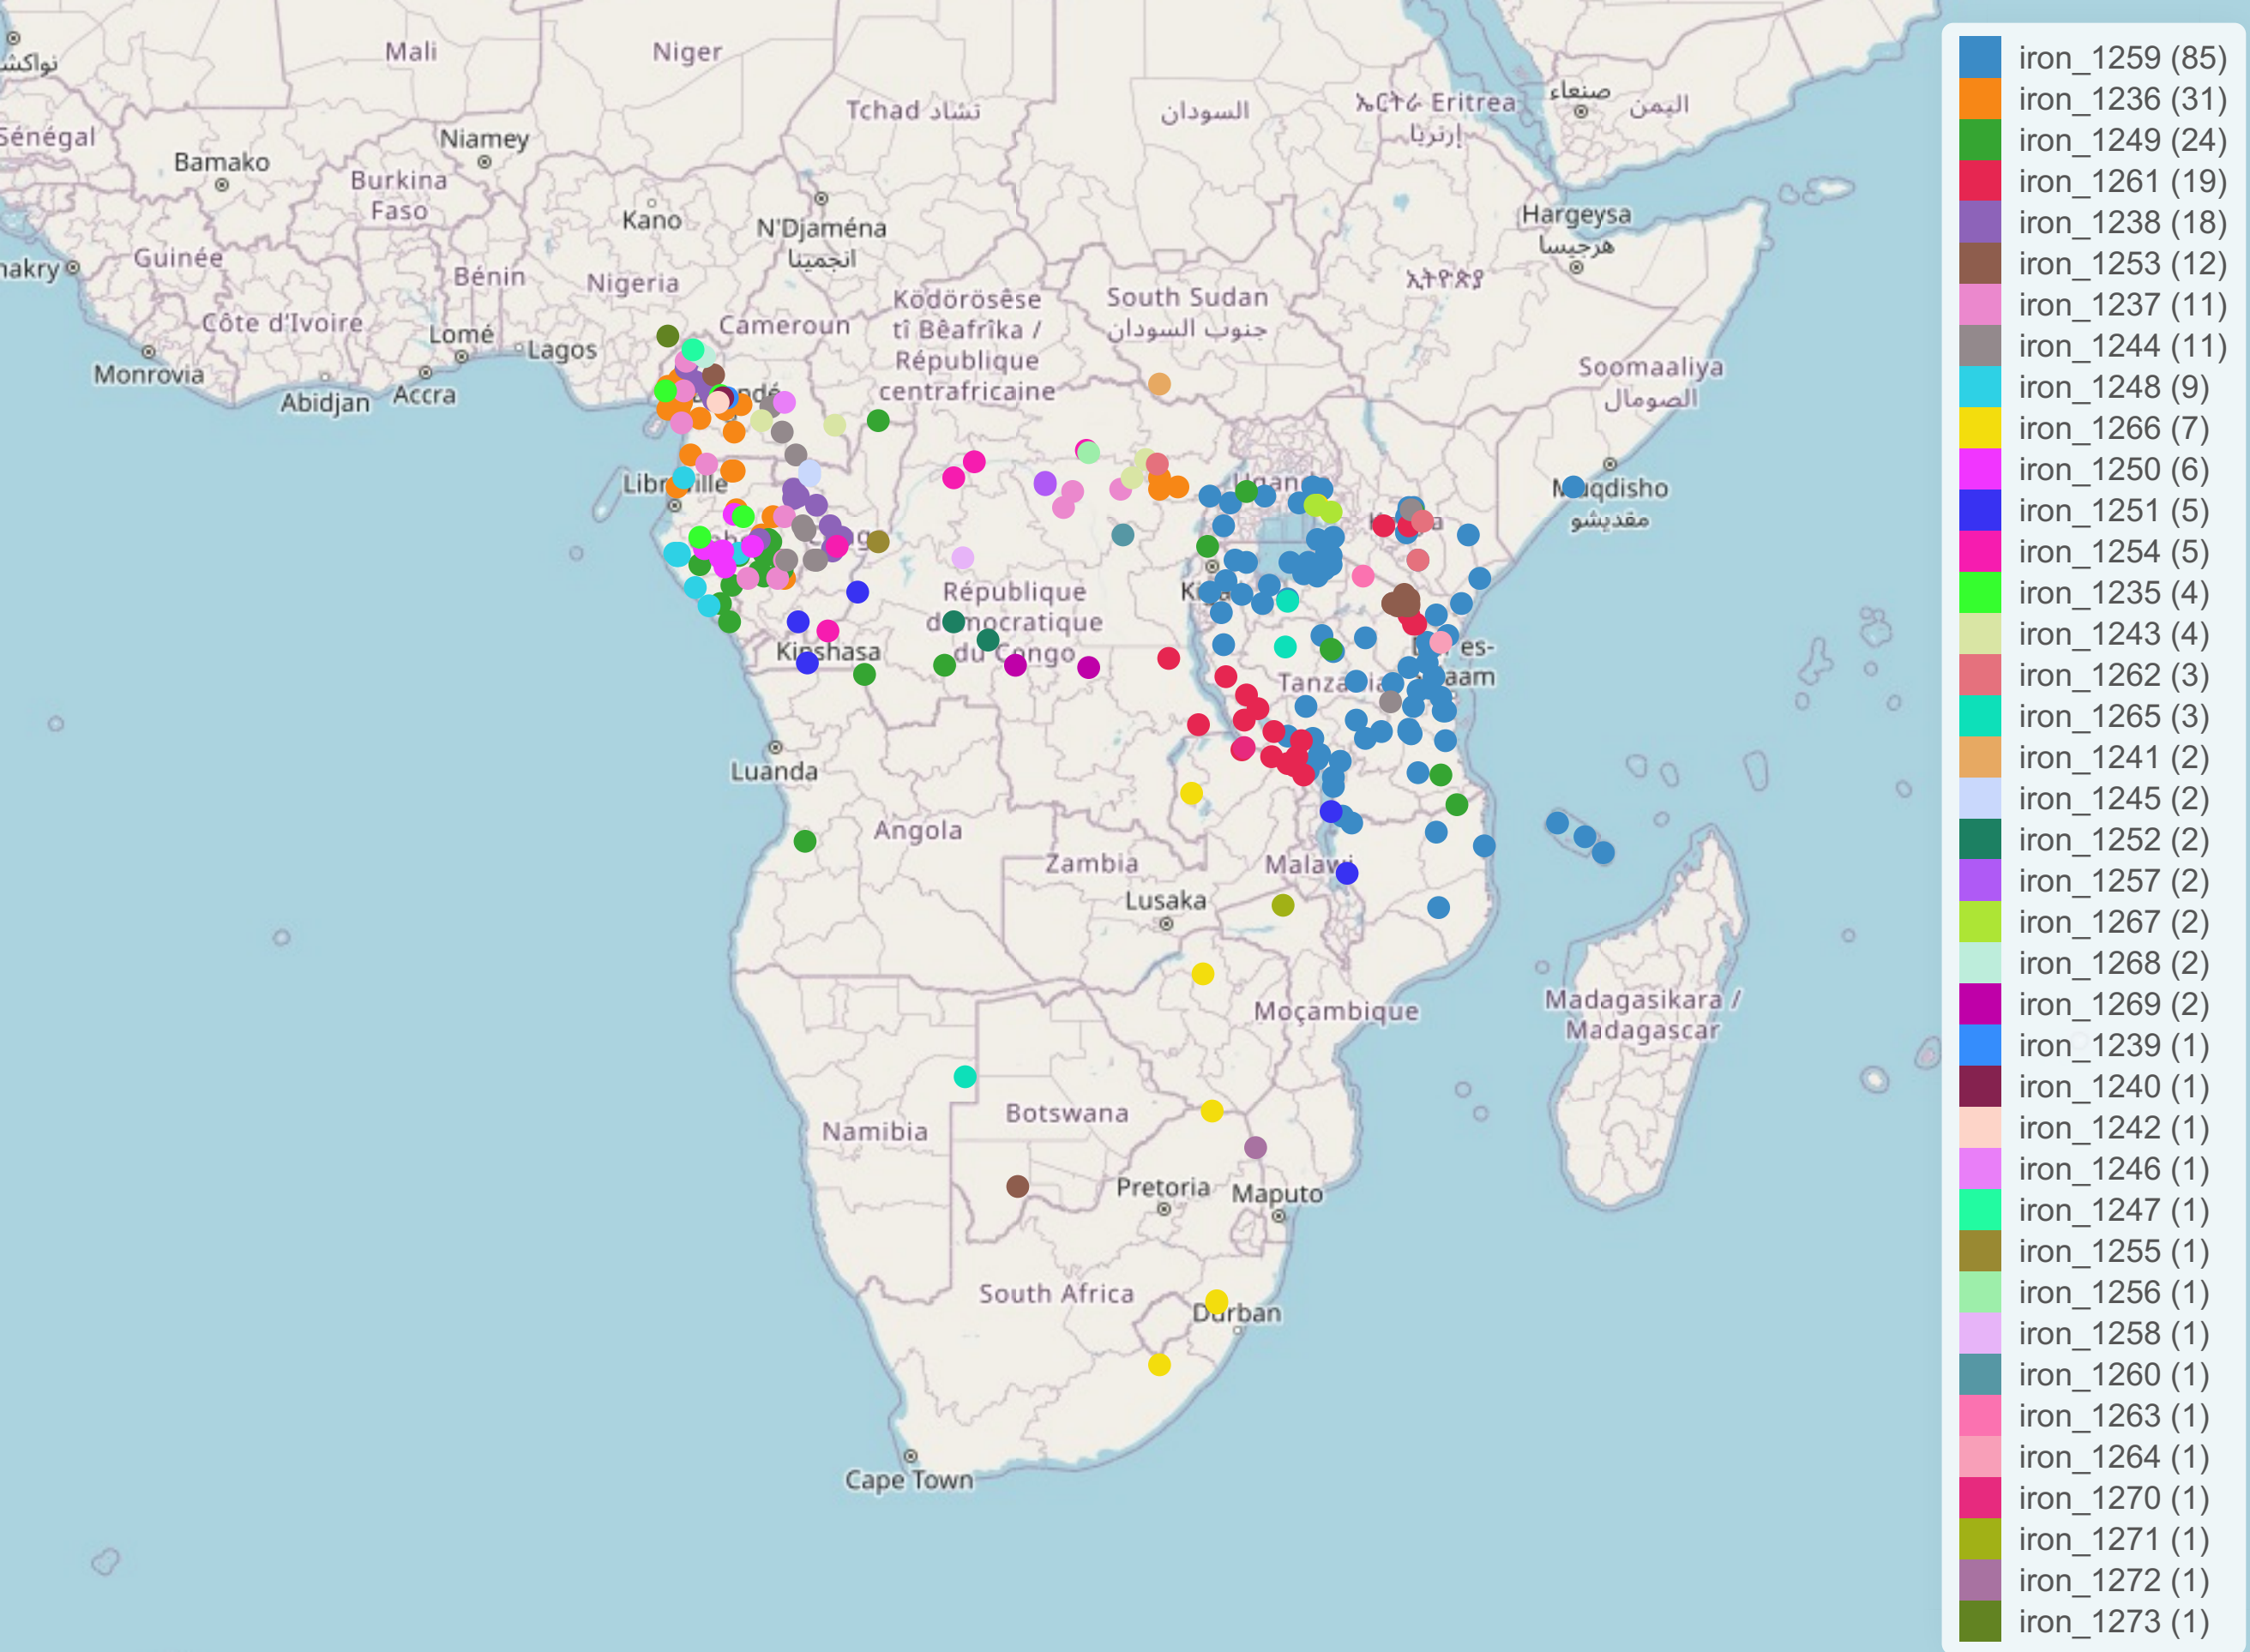 Mali
Niger
Tchad تشاد
السودان
ኤርትራ Eritrea
إرتريا
صنعاء
اليمن
Sénégal
Bamako
Niamey
Burkina
Faso
Kano
N'Djaména
انجمينا
Hargeysa
هرجيسا
Guinée
Bénin
Nigeria
Ködörösêse
tî Bêafrîka /
République
centrafricaine
South Sudan
جنوب السودان
ኢትዮጵያ
Côte d'Ivoire
Lomé
Lagos
Cameroun
Monrovia
Abidjan
Accra
Soomaaliya
الصومال
Muqdisho
مقديشو
République
démocratique
du Congo
Kinshasa
Tanzania
Luanda
Angola
Zambia
Malawi
Lusaka
Moçambique
Madagasikara /
Madagascar
Namibia
Botswana
Pretoria
Maputo
South Africa
Durban
Cape Town
iron_1259 (85)
iron_1236 (31)
iron_1249 (24)
iron_1261 (19)
iron_1238 (18)
iron_1253 (12)
iron_1237 (11)
iron_1244 (11)
iron_1248 (9)
iron_1266 (7)
iron_1250 (6)
iron_1251 (5)
iron_1254 (5)
iron_1235 (4)
iron_1243 (4)
iron_1262 (3)
iron_1265 (3)
iron_1241 (2)
iron_1245 (2)
iron_1252 (2)
iron_1257 (2)
iron_1267 (2)
iron_1268 (2)
iron_1269 (2)
iron_1239 (1)
iron_1240 (1)
iron_1242 (1)
iron_1246 (1)
iron_1247 (1)
iron_1255 (1)
iron_1256 (1)
iron_1258 (1)
iron_1260 (1)
iron_1263 (1)
iron_1264 (1)
iron_1270 (1)
iron_1271 (1)
iron_1272 (1)
iron_1273 (1)